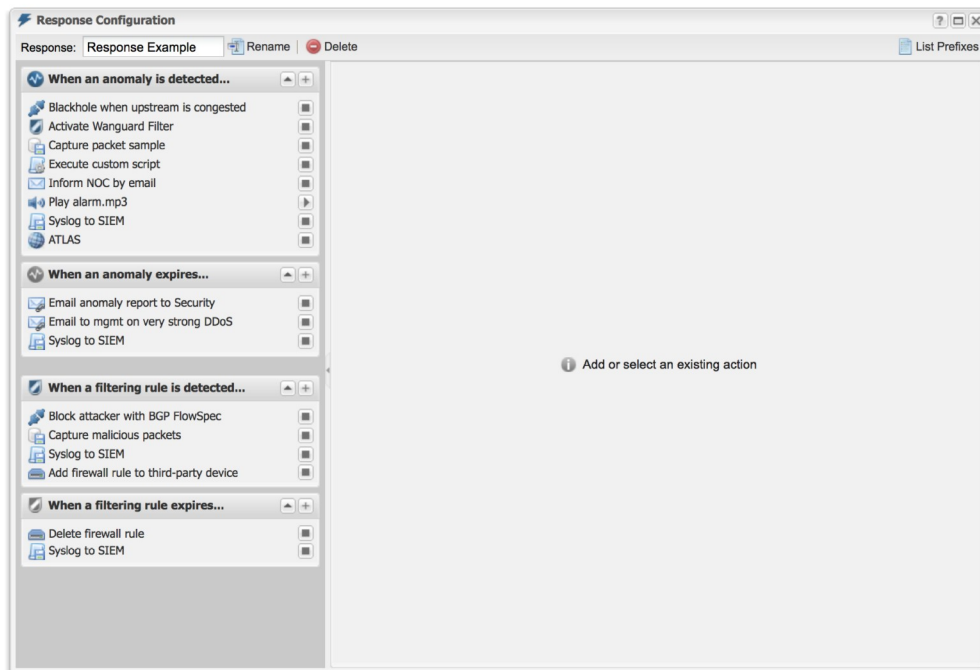 Response Configuration
Response: Response Example Rename Delete List Prefixes
When an anomaly is detected...
Blackhole when upstream is congested
Activate Wanguard Filter
Capture packet sample
Execute custom script
Inform NOC by email
Play alarm.mp3
Syslog to SIEM
ATLAS
When an anomaly expires...
Email anomaly report to Security
Email to mgmt on very strong DDoS
Syslog to SIEM
When a filtering rule is detected...
Block attacker with BGP FlowSpec
Capture malicious packets
Syslog to SIEM
Add firewall rule to third-party device
When a filtering rule expires...
Delete firewall rule
Syslog to SIEM
Add or select an existing action